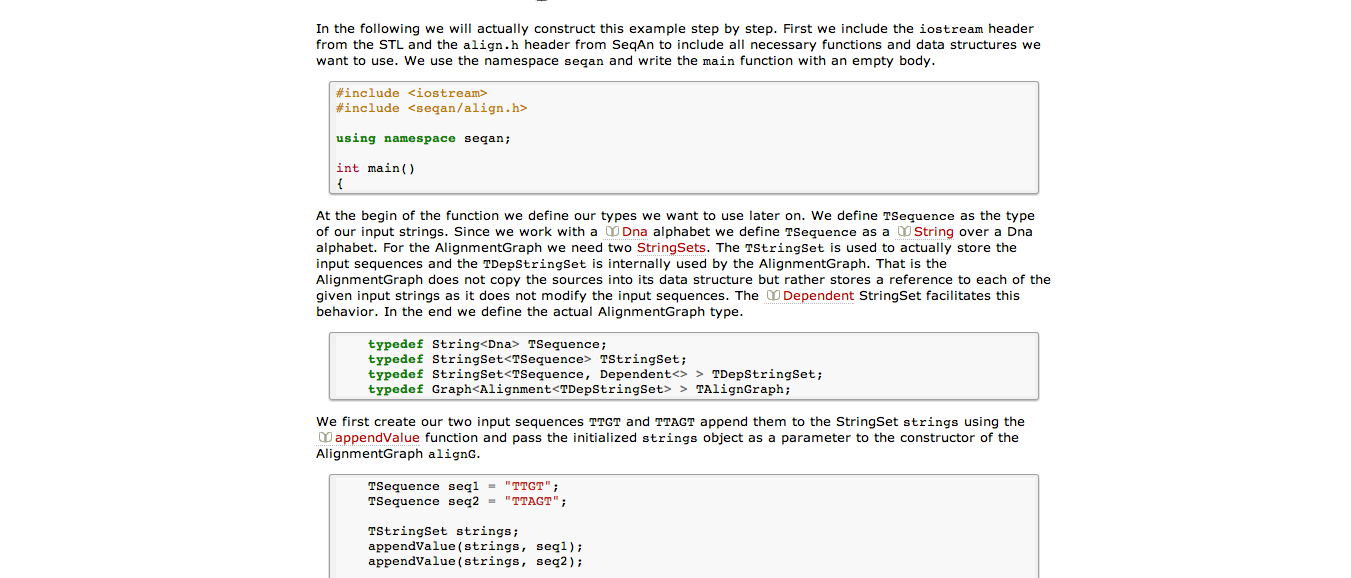 In the following we will actually construct this example step by step. First we include the iostream header
from the STL and the align.h header from SeqAn to include all necessary functions and data structures we
want to use. We use the namespace seqan and write the main function with an empty body.
#include <iostream>
#include <seqan/align.h>
using namespace seqan;
int main()
{
At the begin of the function we define our types we want to use later on. We define TSequence as the type
of our input strings. Since we work with a Dna alphabet we define TSequence as a String over a Dna
alphabet. For the AlignmentGraph we need two StringSets. The TStringSet is used to actually store the
input sequences and the TDepStringSet is internally used by the AlignmentGraph. That is the
AlignmentGraph does not copy the sources into its data structure but rather stores a reference to each of the
given input strings as it does not modify the input sequences. The Dependent StringSet facilitates this
behavior. In the end we define the actual AlignmentGraph type.
typedef String<Dna> TSequence;
typedef StringSet<TSequence> TStringSet;
typedef StringSet<TSequence, Dependent<> > TDepStringSet;
typedef Graph<Alignment<TDepStringSet> > TAlignGraph;
We first create our two input sequences TTGT and TTAGT append them to the StringSet strings using the
appendValue function and pass the initialized strings object as a parameter to the constructor of the
AlignmentGraph alignG.
TSequence seq1 = "TTGT";
TSequence seq2 = "TTAGT";
TStringSet strings;
appendValue(strings, seq1);
appendValue(strings, seq2);